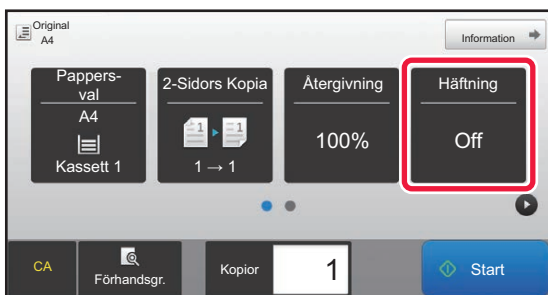 Original
A4
Information
Pappers-
val
A4
Kassett 1
2-Sidors Kopia
1 → 1
Återgivning
100%
Häftning
Off
CA
Förhandsgr.
Kopior
1
Start